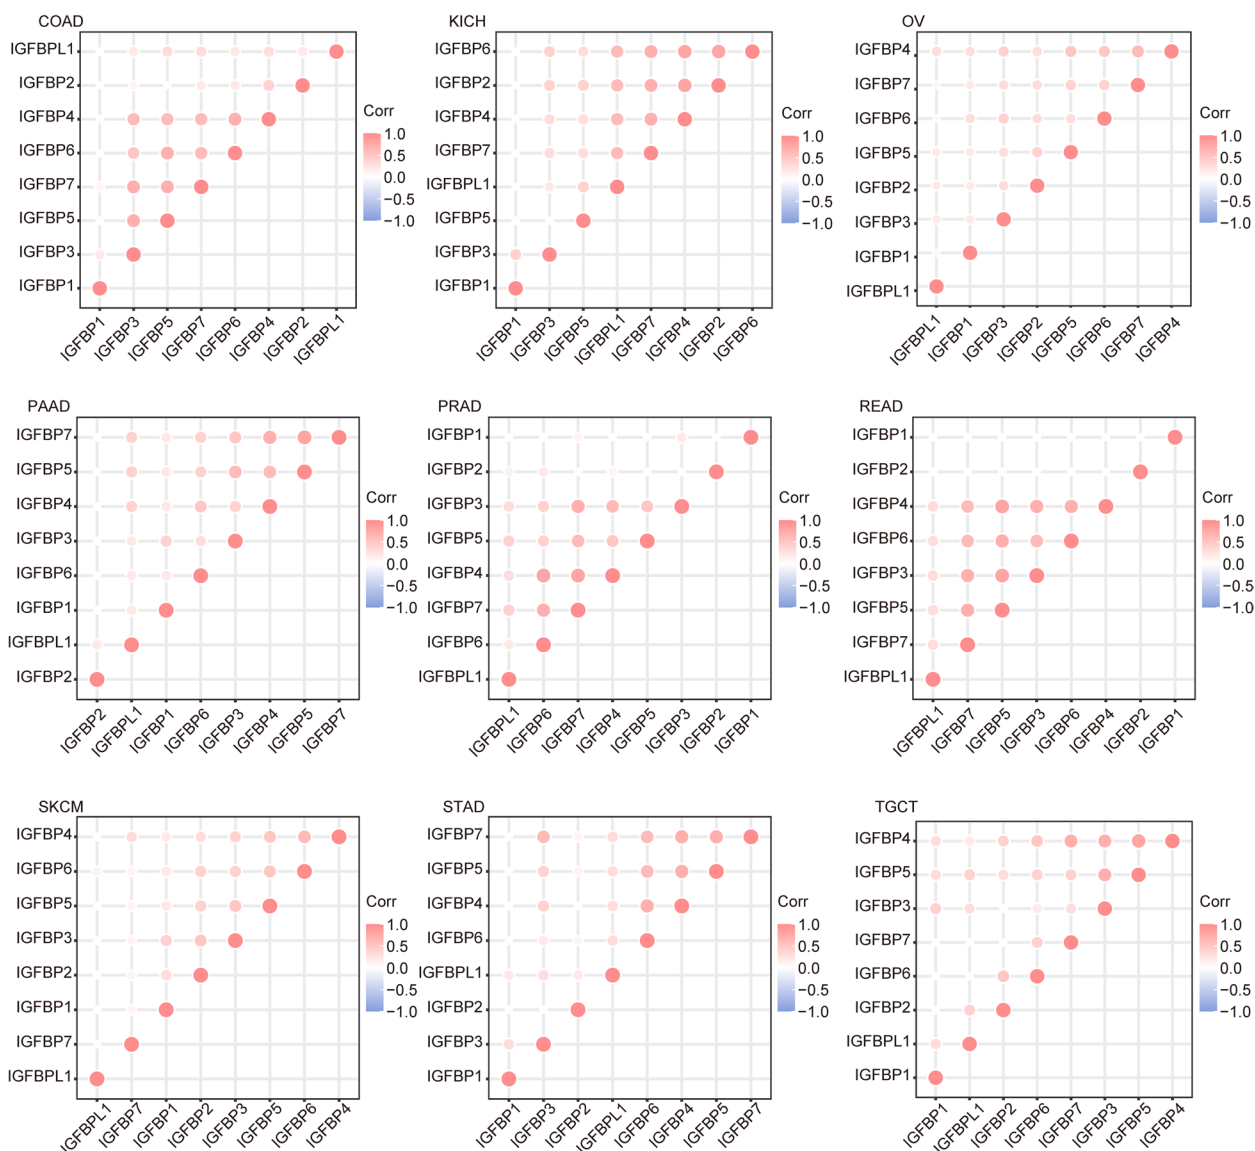 COAD
IGFBPL1
IGFBP2
IGFBP4
IGFBP6
IGFBP7
IGFBP5
IGFBP3
IGFBP1
IGFBP1
IGFBP3
IGFBP5
IGFBP7
IGFBP6
IGFBP4
IGFBP2
IGFBPL1
Corr
1.0
0.5
0.0
−0.5
−1.0
KICH
IGFBP6
IGFBP2
IGFBP4
IGFBP7
IGFBPL1
IGFBP5
IGFBP3
IGFBP1
IGFBP1
IGFBP3
IGFBP5
IGFBPL1
IGFBP7
IGFBP4
IGFBP2
IGFBP6
Corr
1.0
0.5
0.0
−0.5
−1.0
OV
IGFBP4
IGFBP7
IGFBP6
IGFBP5
IGFBP2
IGFBP3
IGFBP1
IGFBPL1
IGFBPL1
IGFBP1
IGFBP3
IGFBP2
IGFBP5
IGFBP6
IGFBP7
IGFBP4
Corr
1.0
0.5
0.0
−0.5
−1.0
PAAD
IGFBP7
IGFBP5
IGFBP4
IGFBP3
IGFBP6
IGFBP1
IGFBPL1
IGFBP2
IGFBP2
IGFBPL1
IGFBP1
IGFBP6
IGFBP3
IGFBP4
IGFBP5
IGFBP7
Corr
1.0
0.5
0.0
−0.5
−1.0
PRAD
IGFBP1
IGFBP2
IGFBP3
IGFBP5
IGFBP4
IGFBP7
IGFBP6
IGFBPL1
IGFBPL1
IGFBP6
IGFBP7
IGFBP4
IGFBP5
IGFBP3
IGFBP2
IGFBP1
Corr
1.0
0.5
0.0
−0.5
−1.0
READ
IGFBP1
IGFBP2
IGFBP4
IGFBP6
IGFBP3
IGFBP5
IGFBP7
IGFBPL1
IGFBPL1
IGFBP7
IGFBP5
IGFBP3
IGFBP6
IGFBP4
IGFBP2
IGFBP1
Corr
1.0
0.5
0.0
−0.5
−1.0
SKCM
IGFBP4
IGFBP6
IGFBP5
IGFBP3
IGFBP2
IGFBP1
IGFBP7
IGFBPL1
IGFBPL1
IGFBP7
IGFBP1
IGFBP2
IGFBP3
IGFBP5
IGFBP6
IGFBP4
Corr
1.0
0.5
0.0
−0.5
−1.0
STAD
IGFBP7
IGFBP5
IGFBP4
IGFBP6
IGFBPL1
IGFBP2
IGFBP3
IGFBP1
IGFBP1
IGFBP3
IGFBP2
IGFBPL1
IGFBP6
IGFBP4
IGFBP5
IGFBP7
Corr
1.0
0.5
0.0
−0.5
−1.0
TGCT
IGFBP4
IGFBP5
IGFBP3
IGFBP7
IGFBP6
IGFBP2
IGFBPL1
IGFBP1
IGFBP1
IGFBPL1
IGFBP2
IGFBP6
IGFBP7
IGFBP3
IGFBP5
IGFBP4
Corr
1.0
0.5
0.0
−0.5
−1.0